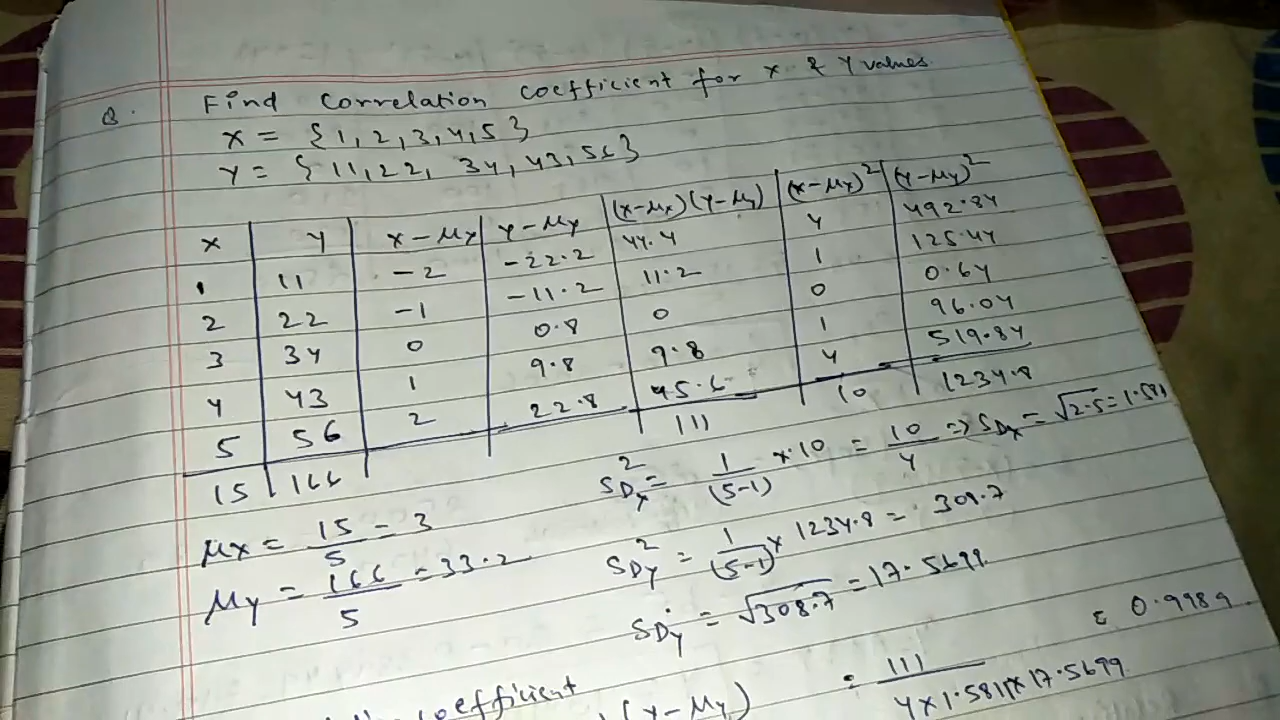 Q. Find Correlation coefficient for x & Y values.
X = {1, 2, 3, 4, 5}
Y = {11, 22, 34, 43, 56}
x y x-μy y-μy (x-μx)(y-μy) (x-μx)² (y-μy)²
1 11 -2 -22.2 44.4 4 492.84
2 22 -1 -11.2 11.2 1 125.44
3 34 0 0.8 0 0 0.64
4 43 1 9.8 9.8 1 96.04
5 56 2 22.8 45.6 4 519.84
15 166 111 10 1234.8
μx = 15/5 = 3
μy = 166/5 = 33.2
SDx² = 1/(5-1) × 10 = 10/4 => SDx = √2.5 = 1.581
SDy² = 1/(5-1) × 1234.8 = 308.7
SDy = √308.7 = 17.5699
coefficient
(y-μy) = 111/4×1.5811×17.5699 = 0.9989